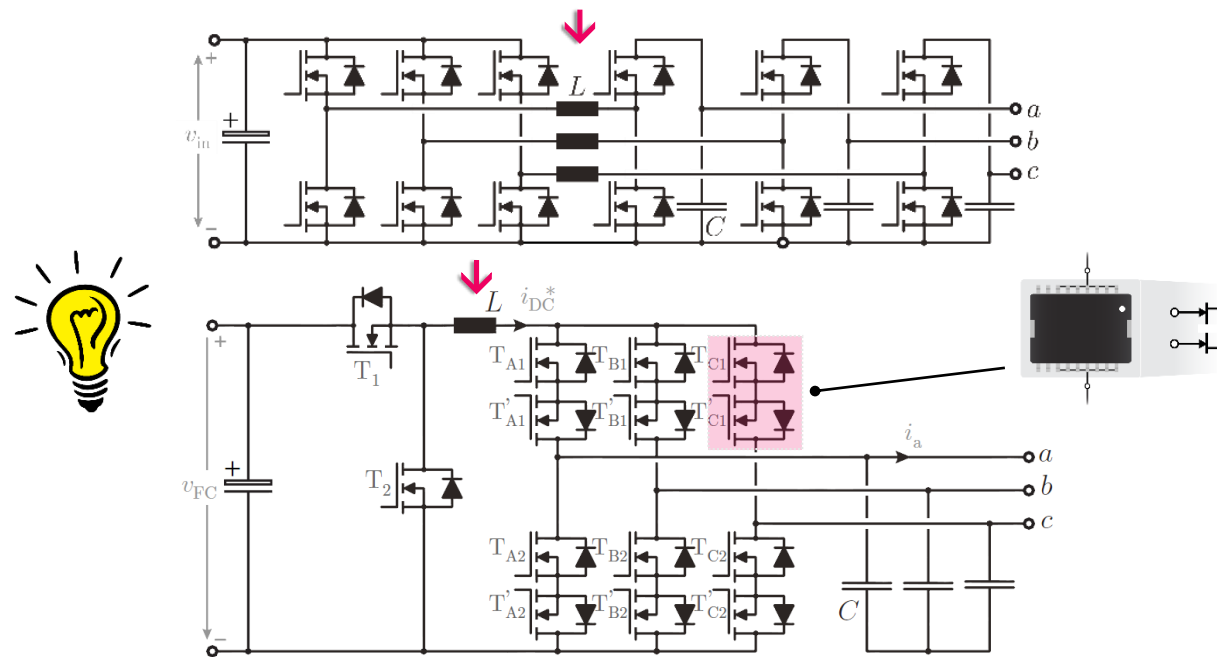 +
L
a
+
v_in
b
c
−
C
L
i_DC*
+
T_1
T_A1
T_B1
T_C1
T'_A1
T'_B1
T'_C1
i_a
a
+
v_FC
T_2
b
c
T_A2
T_B2
T_C2
T'_A2
T'_B2
T'_C2
C
−